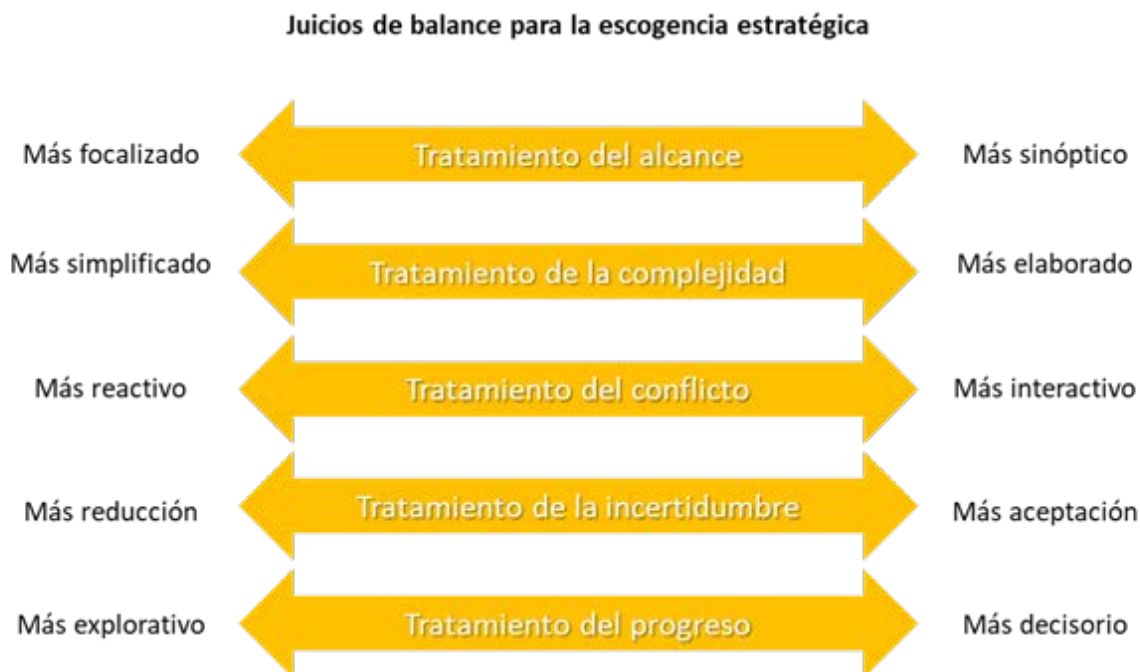 Juicios de balance para la escogencia estratégica
Más focalizado
Tratamiento del alcance
Más sinóptico
Más simplificado
Tratamiento de la complejidad
Más elaborado
Más reactivo
Tratamiento del conflicto
Más interactivo
Más reducción
Tratamiento de la incertidumbre
Más aceptación
Más explorativo
Tratamiento del progreso
Más decisorio